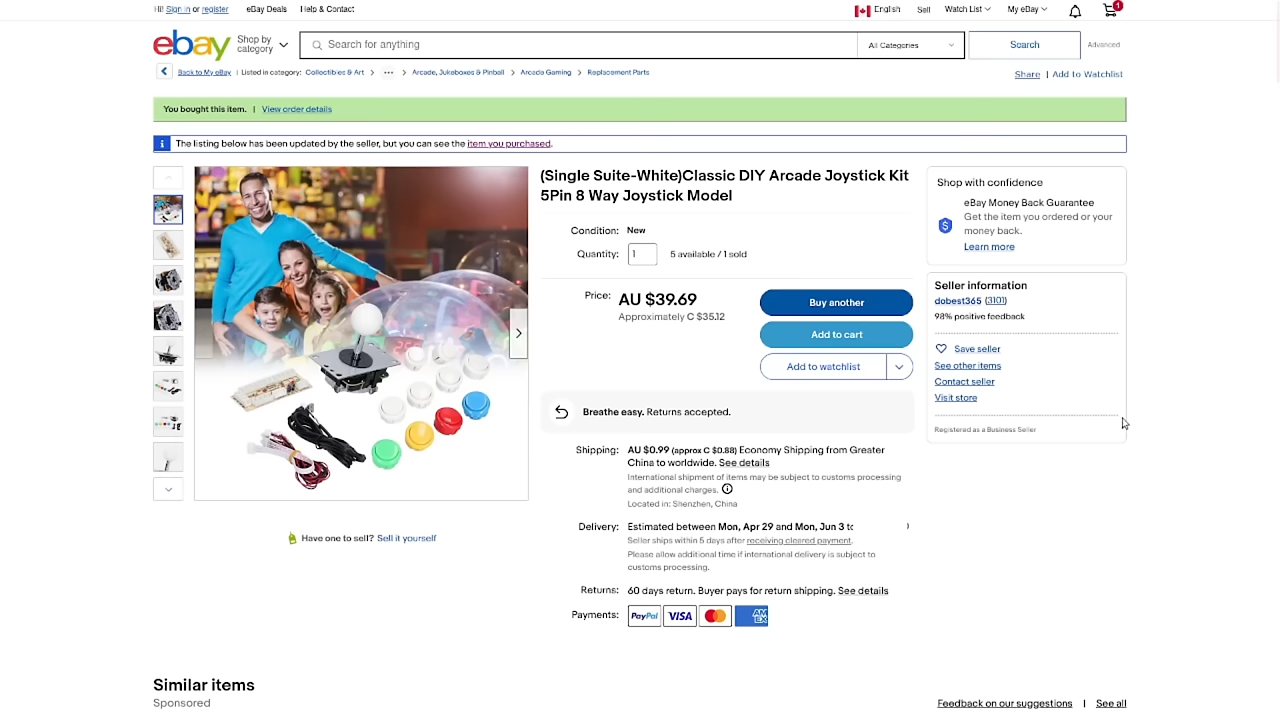 Hi! Sign in or register eBay Deals Help & Contact English Sell Watch List My eBay 1
ebay Shop by category Search for anything All Categories Search Advanced
Back to My eBay | Listed in category: Collectibles & Art > ... > Arcade, Jukeboxes & Pinball > Arcade Gaming > Replacement Parts
Share | Add to Watchlist
You bought this item. | View order details
i The listing below has been updated by the seller, but you can see the item you purchased.
(Single Suite-White)Classic DIY Arcade Joystick Kit
5Pin 8 Way Joystick Model
Condition: New
Quantity: 1 5 available / 1 sold
Price: AU $39.69
Approximately C $35.12
Buy another
Add to cart
Add to watchlist
Breathe easy. Returns accepted.
Shipping: AU $0.99 (approx C $0.88) Economy Shipping from Greater
China to worldwide. See details
International shipment of items may be subject to customs processing
and additional charges.
Located in: Shenzhen, China
Delivery: Estimated between Mon, Apr 29 and Mon, Jun 3
Seller ships within 5 days after receiving cleared payment.
Please allow additional time if international delivery is subject to
customs processing.
Returns: 60 days return. Buyer pays for return shipping. See details
Payments: PayPal VISA AMEX
Shop with confidence
eBay Money Back Guarantee
Get the item you ordered or your
money back.
Learn more
Seller information
dobest365 (3101)
98% positive feedback
Save seller
See other items
Contact seller
Visit store
Registered as a Business Seller
Have one to sell? Sell it yourself
Similar items
Sponsored
Feedback on our suggestions | See all